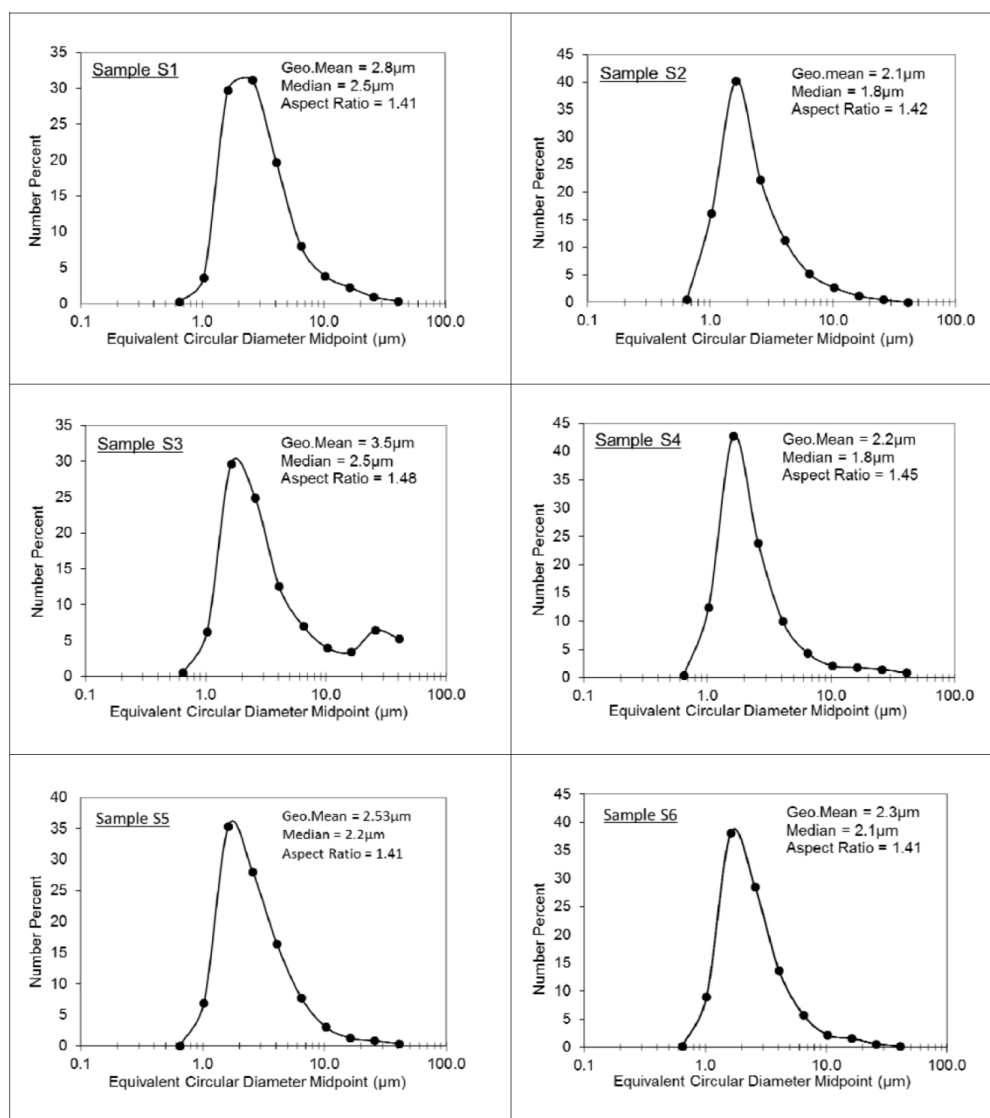 Sample S1
Geo.Mean = 2.8µm
Median = 2.5µm
Aspect Ratio = 1.41
Number Percent
35
30
25
20
15
10
5
0
0.1 1.0 10.0 100.0
Equivalent Circular Diameter Midpoint (µm)
Sample S2
Geo.mean = 2.1µm
Median = 1.8µm
Aspect Ratio = 1.42
Number Percent
45
40
35
30
25
20
15
10
5
0
0.1 1.0 10.0 100.0
Equivalent Circular Diameter Midpoint (µm)
Sample S3
Geo.Mean = 3.5µm
Median = 2.5µm
Aspect Ratio = 1.48
Number Percent
35
30
25
20
15
10
5
0
0.1 1.0 10.0 100.0
Equivalent Circular Diameter Midpoint (µm)
Sample S4
Geo.Mean = 2.2µm
Median = 1.8µm
Aspect Ratio = 1.45
Number Percent
45
40
35
30
25
20
15
10
5
0
0.1 1.0 10.0 100.0
Equivalent Circular Diameter Midpoint (µm)
Sample S5
Geo.Mean = 2.53µm
Median = 2.2µm
Aspect Ratio = 1.41
Number Percent
40
35
30
25
20
15
10
5
0
0.1 1.0 10.0 100.0
Equivalent Circular Diameter Midpoint (µm)
Sample S6
Geo.Mean = 2.3µm
Median = 2.1µm
Aspect Ratio = 1.41
Number Percent
45
40
35
30
25
20
15
10
5
0
0.1 1.0 10.0 100.0
Equivalent Circular Diameter Midpoint (µm)